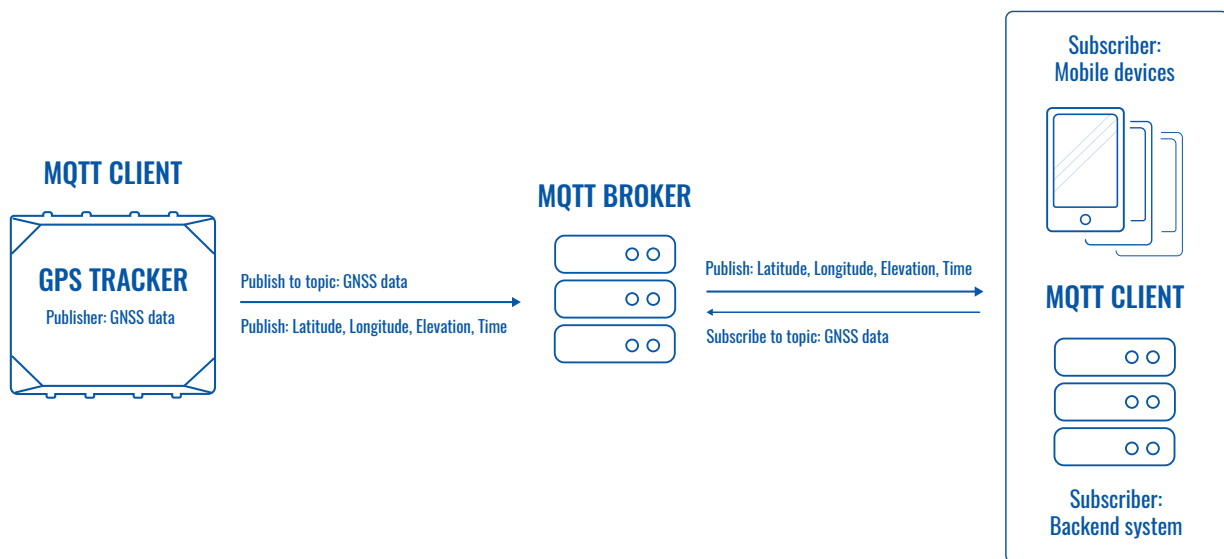 MQTT CLIENT
GPS TRACKER
Publisher: GNSS data
Publish to topic: GNSS data
Publish: Latitude, Longitude, Elevation, Time
MQTT BROKER
Publish: Latitude, Longitude, Elevation, Time
Subscribe to topic: GNSS data
Subscriber:
Mobile devices
MQTT CLIENT
Subscriber:
Backend system